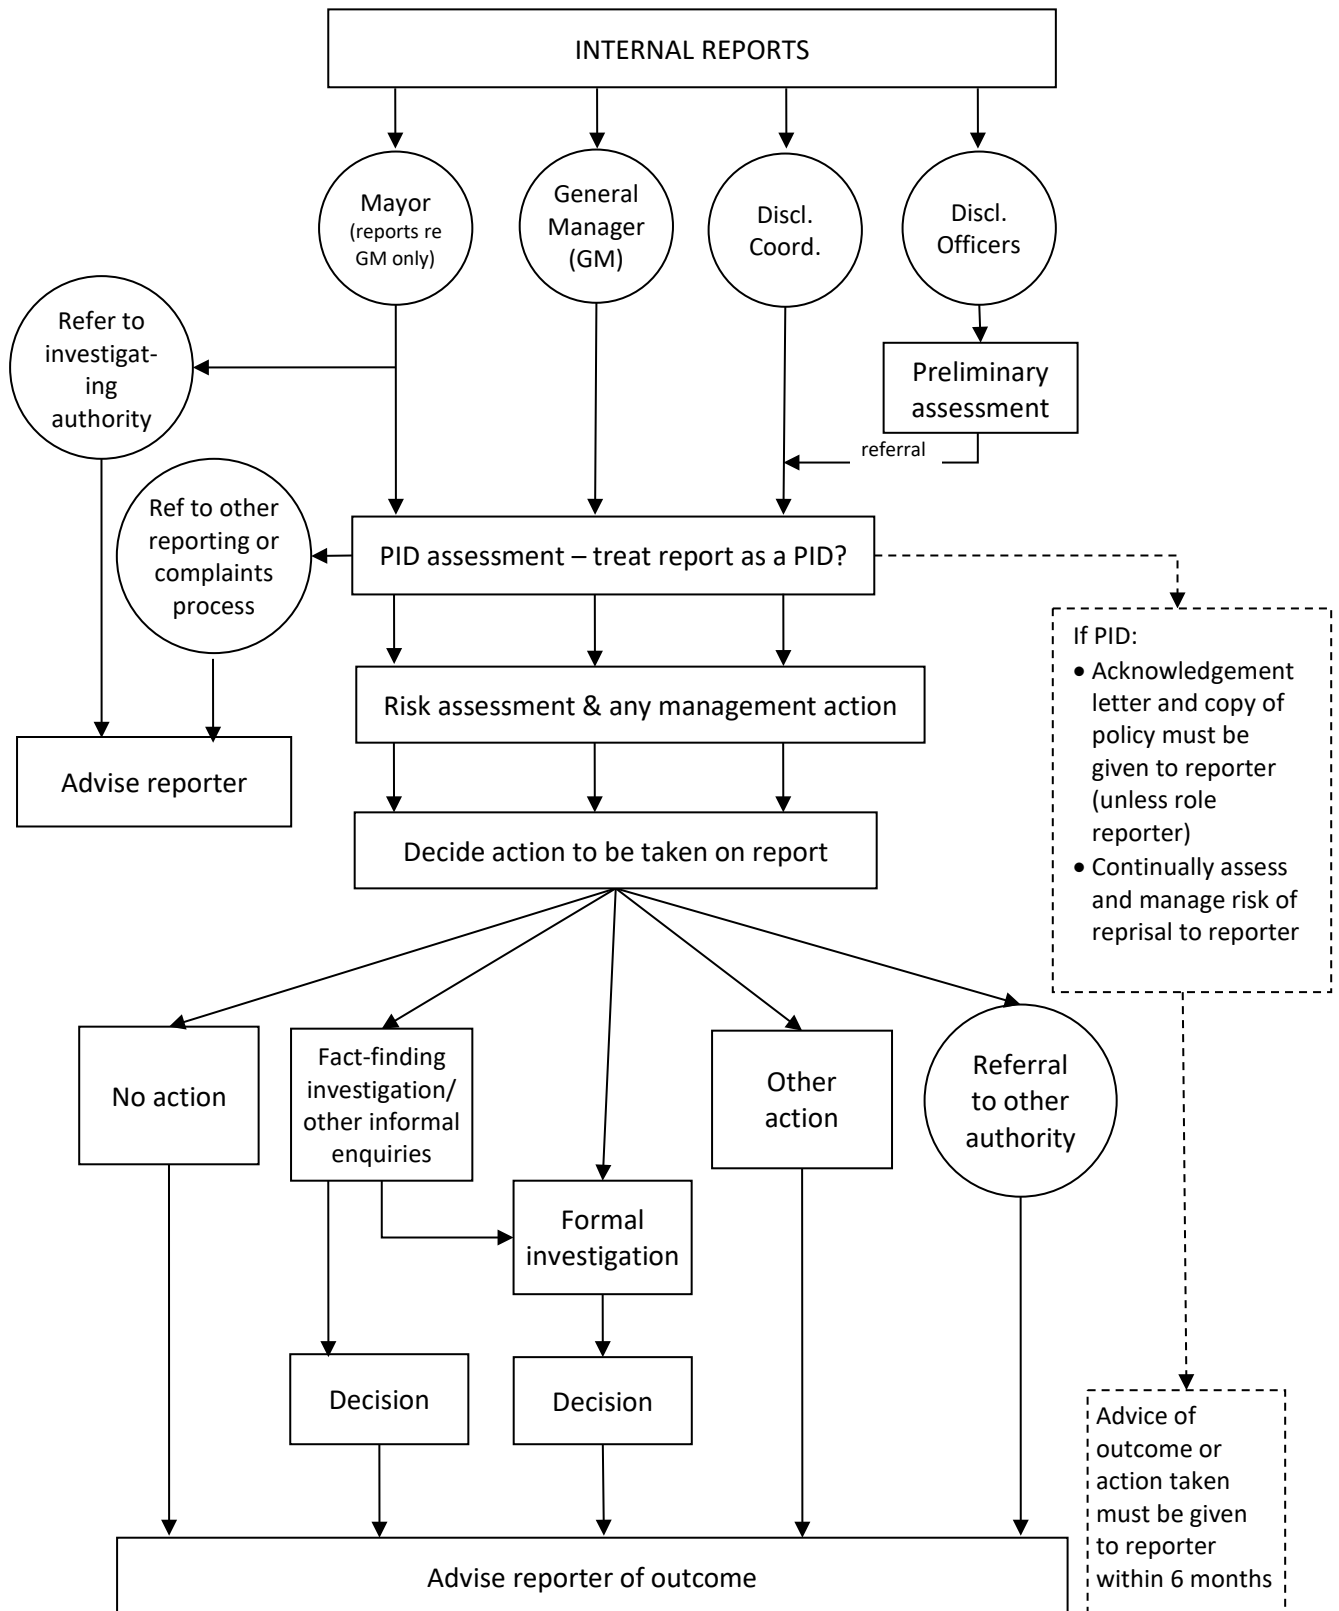 INTERNAL REPORTS
Mayor
(reports re
GM only)
General
Manager
(GM)
Discl.
Coord.
Discl.
Officers
Refer to
investigat-
ing
authority
Preliminary
assessment
referral
Ref to other
reporting or
complaints
process
PID assessment – treat report as a PID?
If PID:
• Acknowledgement
letter and copy of
policy must be
given to reporter
(unless role
reporter)
• Continually assess
and manage risk of
reprisal to reporter
Risk assessment & any management action
Advise reporter
Decide action to be taken on report
No action
Fact-finding
investigation/
other informal
enquiries
Other
action
Referral
to other
authority
Formal
investigation
Decision
Decision
Advice of
outcome or
action taken
must be given
to reporter
within 6 months
Advise reporter of outcome